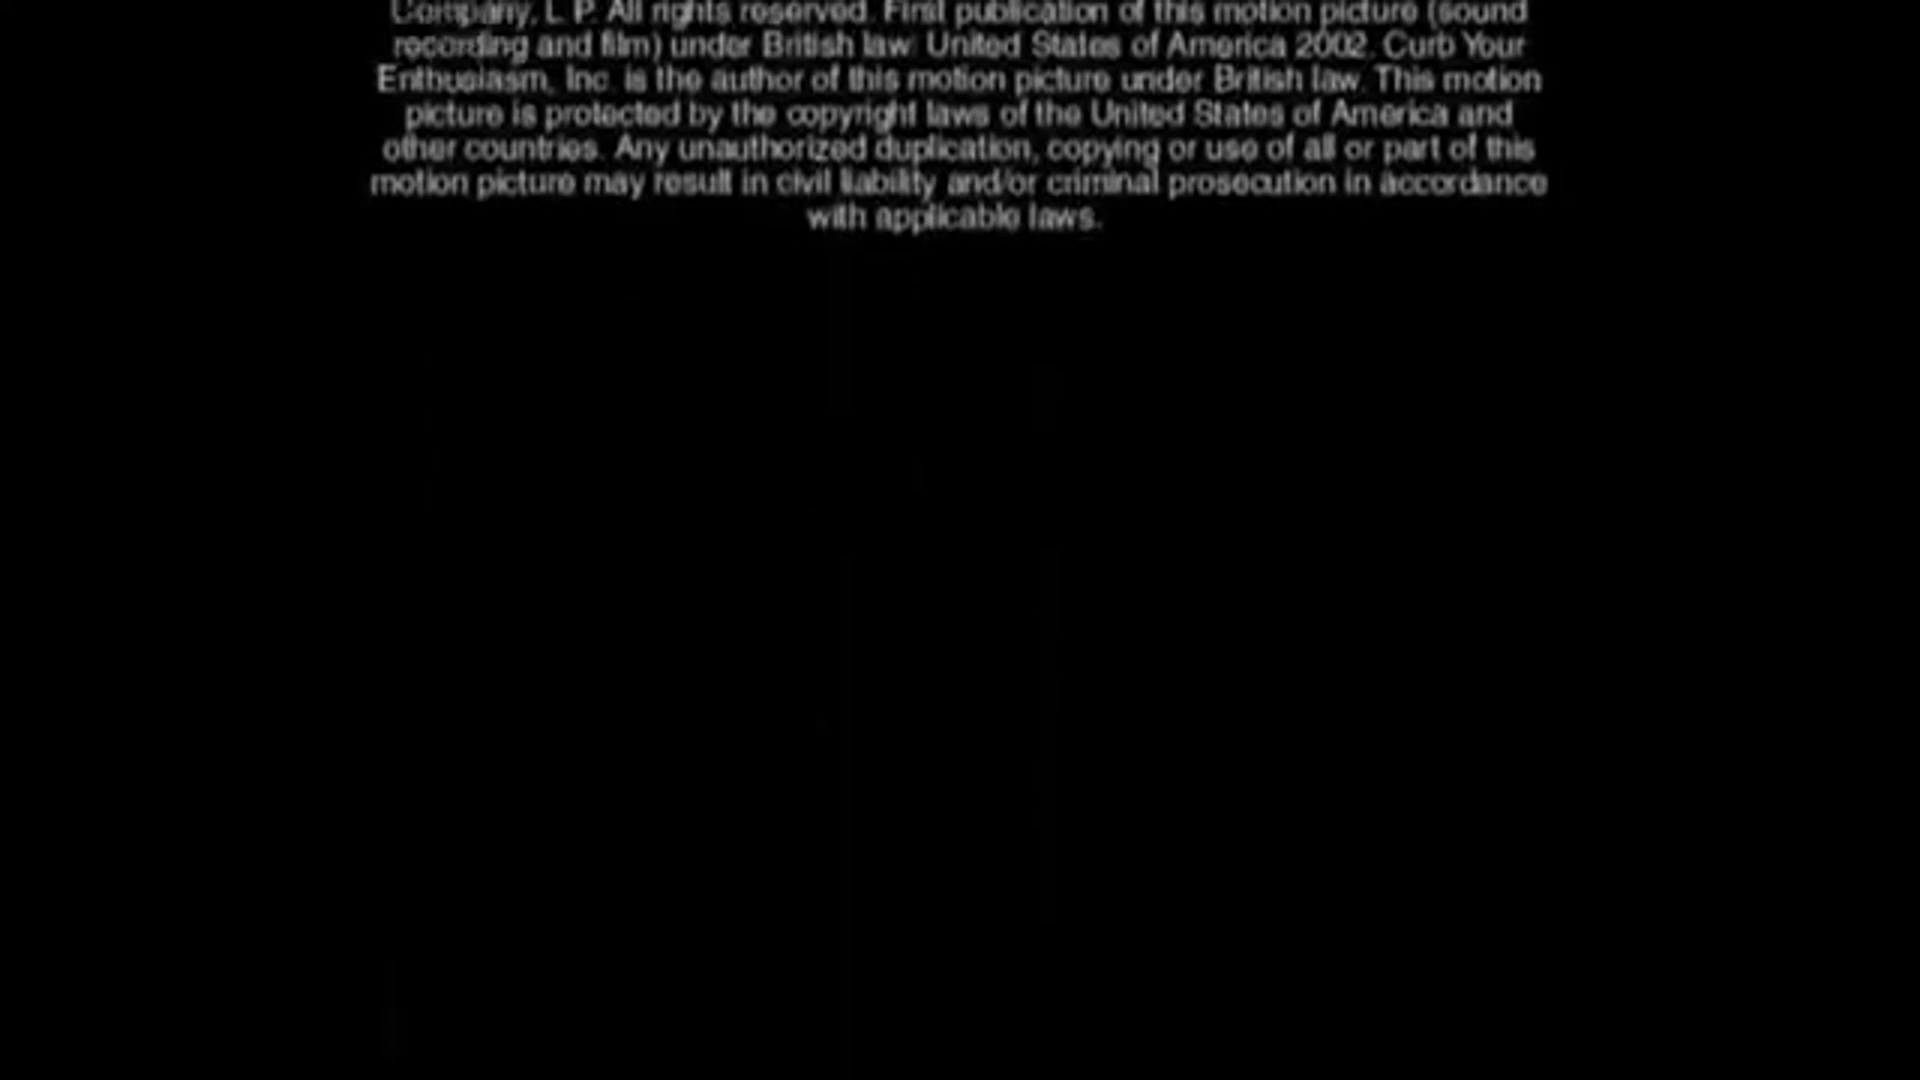 Company, L.P. All rights reserved. First publication of this motion picture (sound
recording and film) under British law: United States of America 2002. Curb Your
Enthusiasm, Inc. is the author of this motion picture under British law. This motion
picture is protected by the copyright laws of the United States of America and
other countries. Any unauthorized duplication, copying or use of all or part of this
motion picture may result in civil liability and/or criminal prosecution in accordance
with applicable laws.